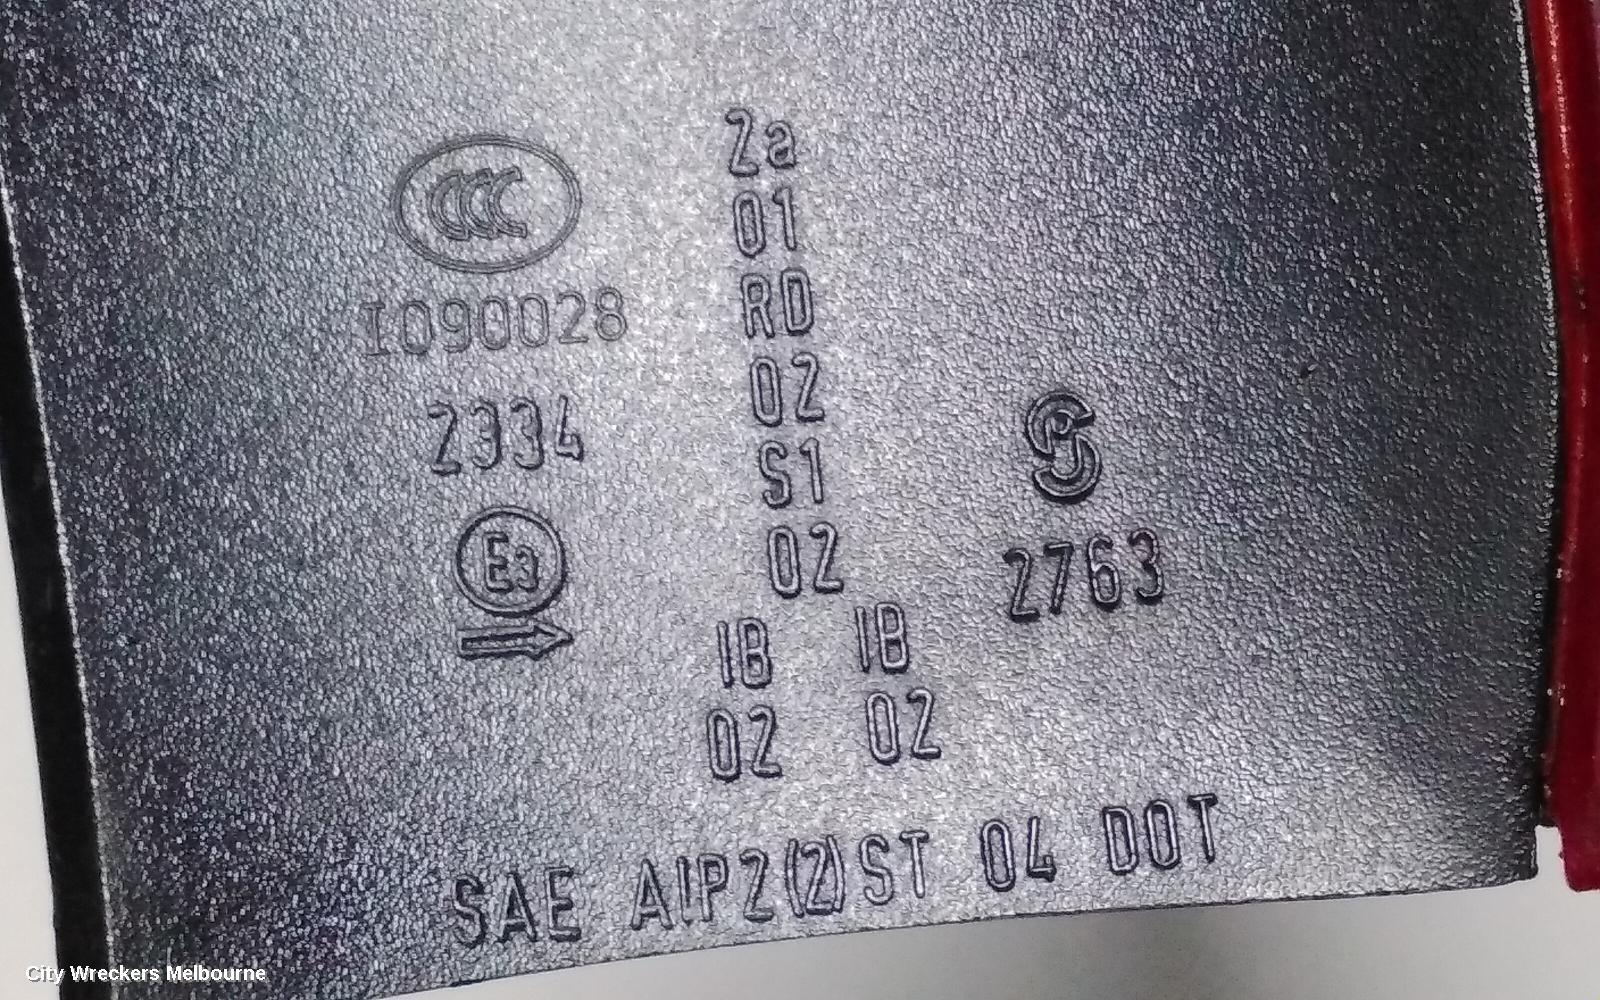 CCC
I090028
2334
E3
2a
01
RD
02
S1
02
IB IB
02 02
2763
SAE AIP2(2)ST 04 DOT
City Wreckers Melbourne